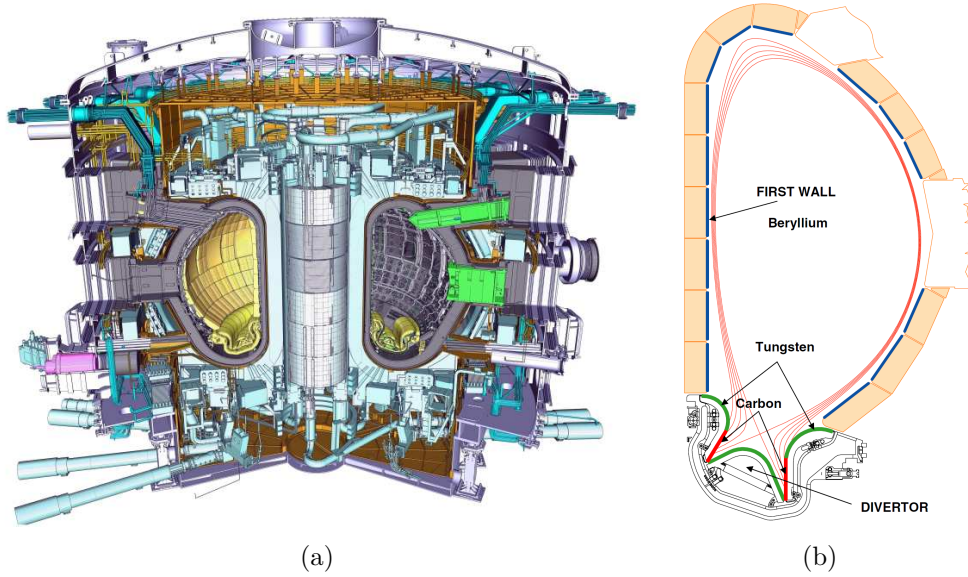 FIRST WALL
Beryllium
Tungsten
Carbon
DIVERTOR
(a)
(b)